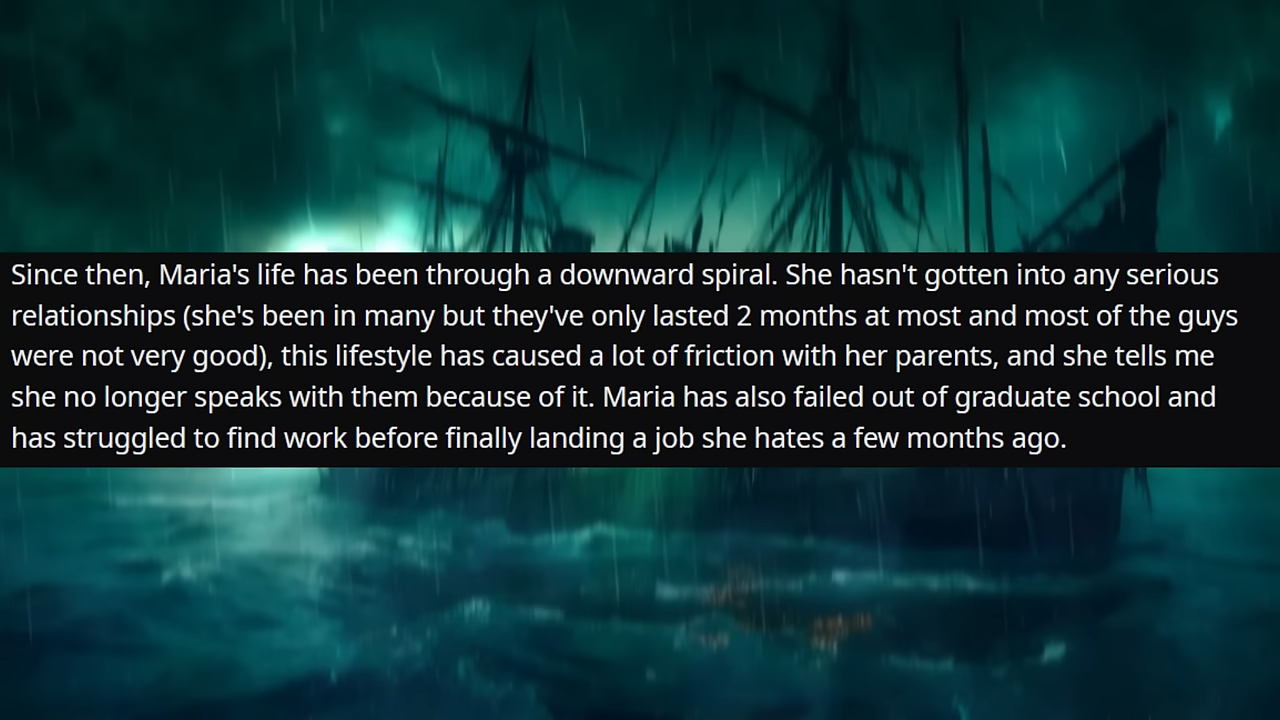 Since then, Maria's life has been through a downward spiral. She hasn't gotten into any serious
relationships (she's been in many but they've only lasted 2 months at most and most of the guys
were not very good), this lifestyle has caused a lot of friction with her parents, and she tells me
she no longer speaks with them because of it. Maria has also failed out of graduate school and
has struggled to find work before finally landing a job she hates a few months ago.